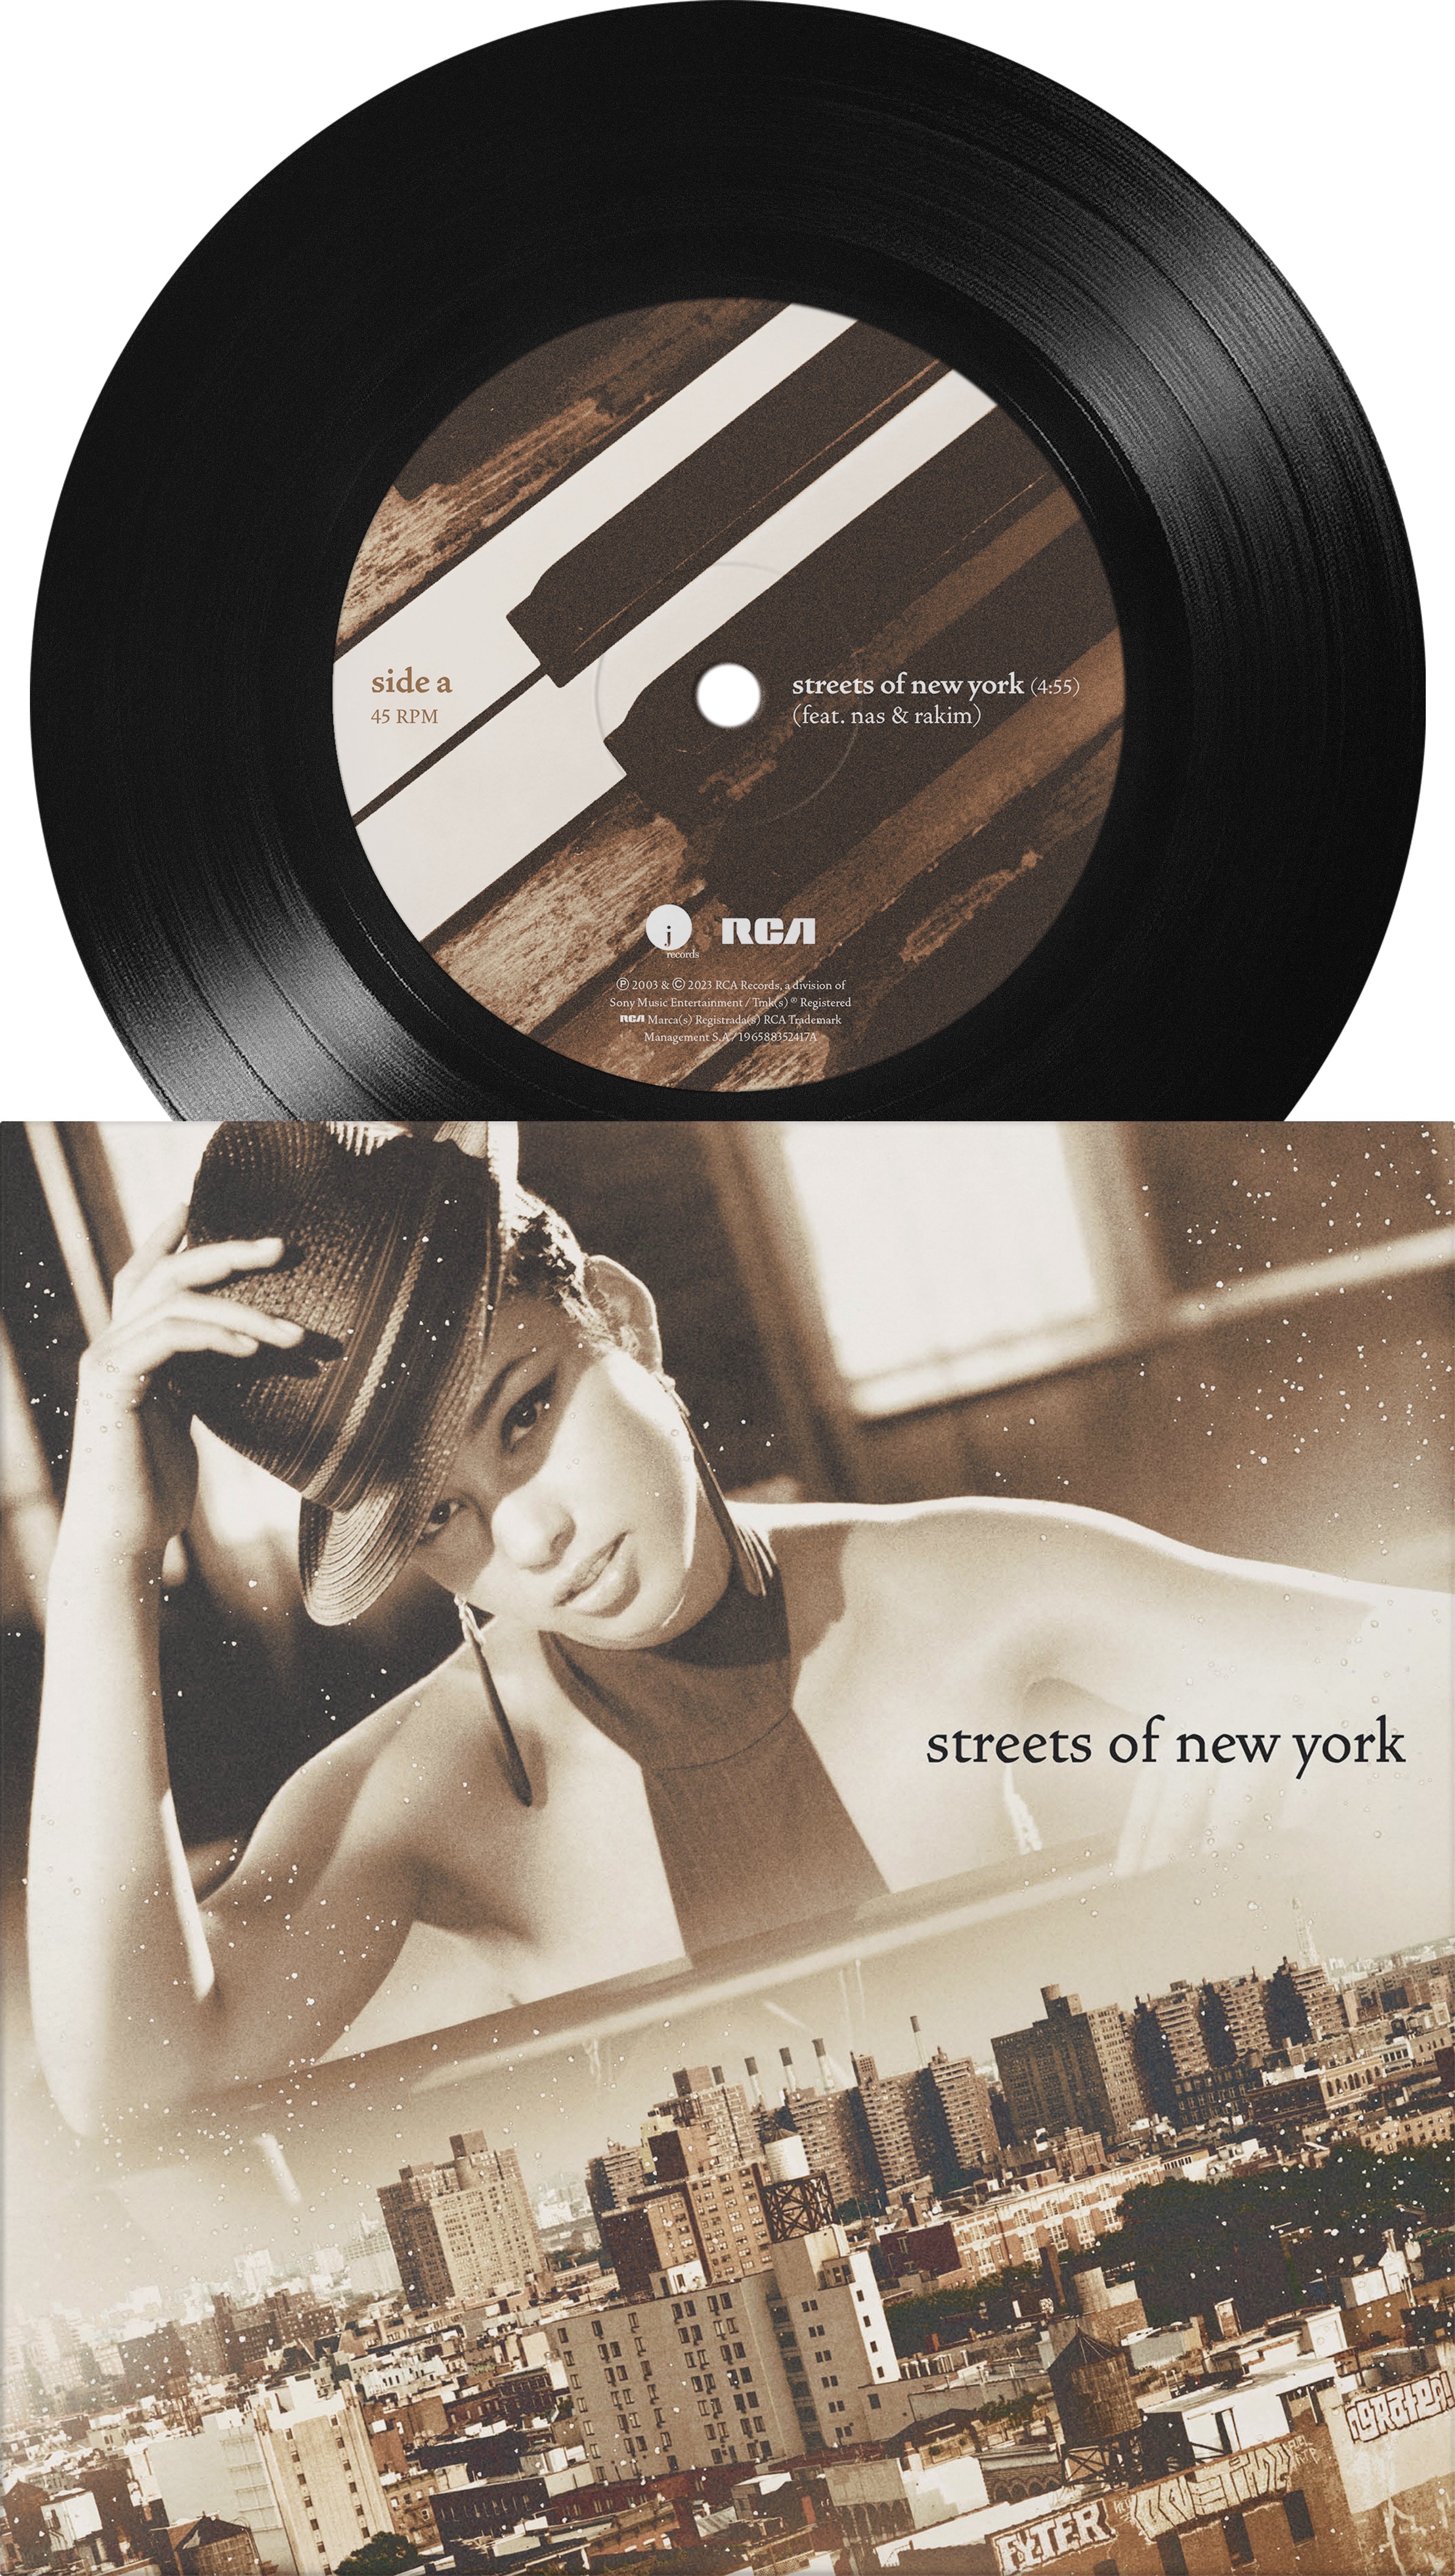 side a
45 RPM
streets of new york (4:55)
(feat. nas & rakim)
j
records
RCA
℗ 2003 & © 2023 RCA Records, a division of
Sony Music Entertainment / Tmk(s) ® Registered
RCA Marca(s) Registrada(s) RCA Trademark
Management S.A./196588352417A
streets of new york
FYTER